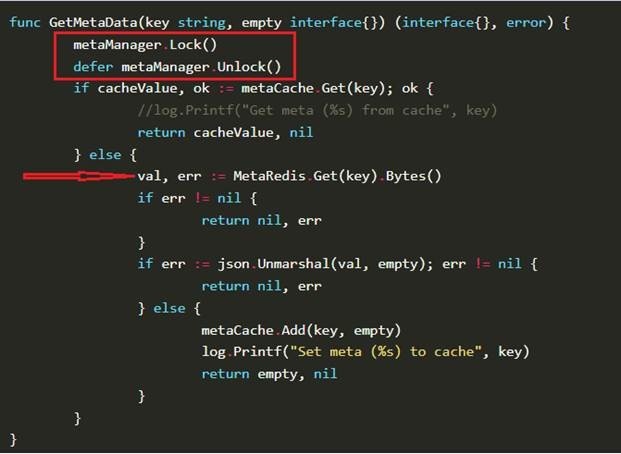 func GetMetaData(key string, empty interface{}) (interface{}, error) {
metaManager.Lock()
defer metaManager.Unlock()
if cacheValue, ok := metaCache.Get(key); ok {
//log.Printf("Get meta (%s) from cache", key)
return cacheValue, nil
} else {
val, err := MetaRedis.Get(key).Bytes()
if err != nil {
return nil, err
}
if err := json.Unmarshal(val, empty); err != nil {
return nil, err
} else {
metaCache.Add(key, empty)
log.Printf("Set meta (%s) to cache", key)
return empty, nil
}
}
}